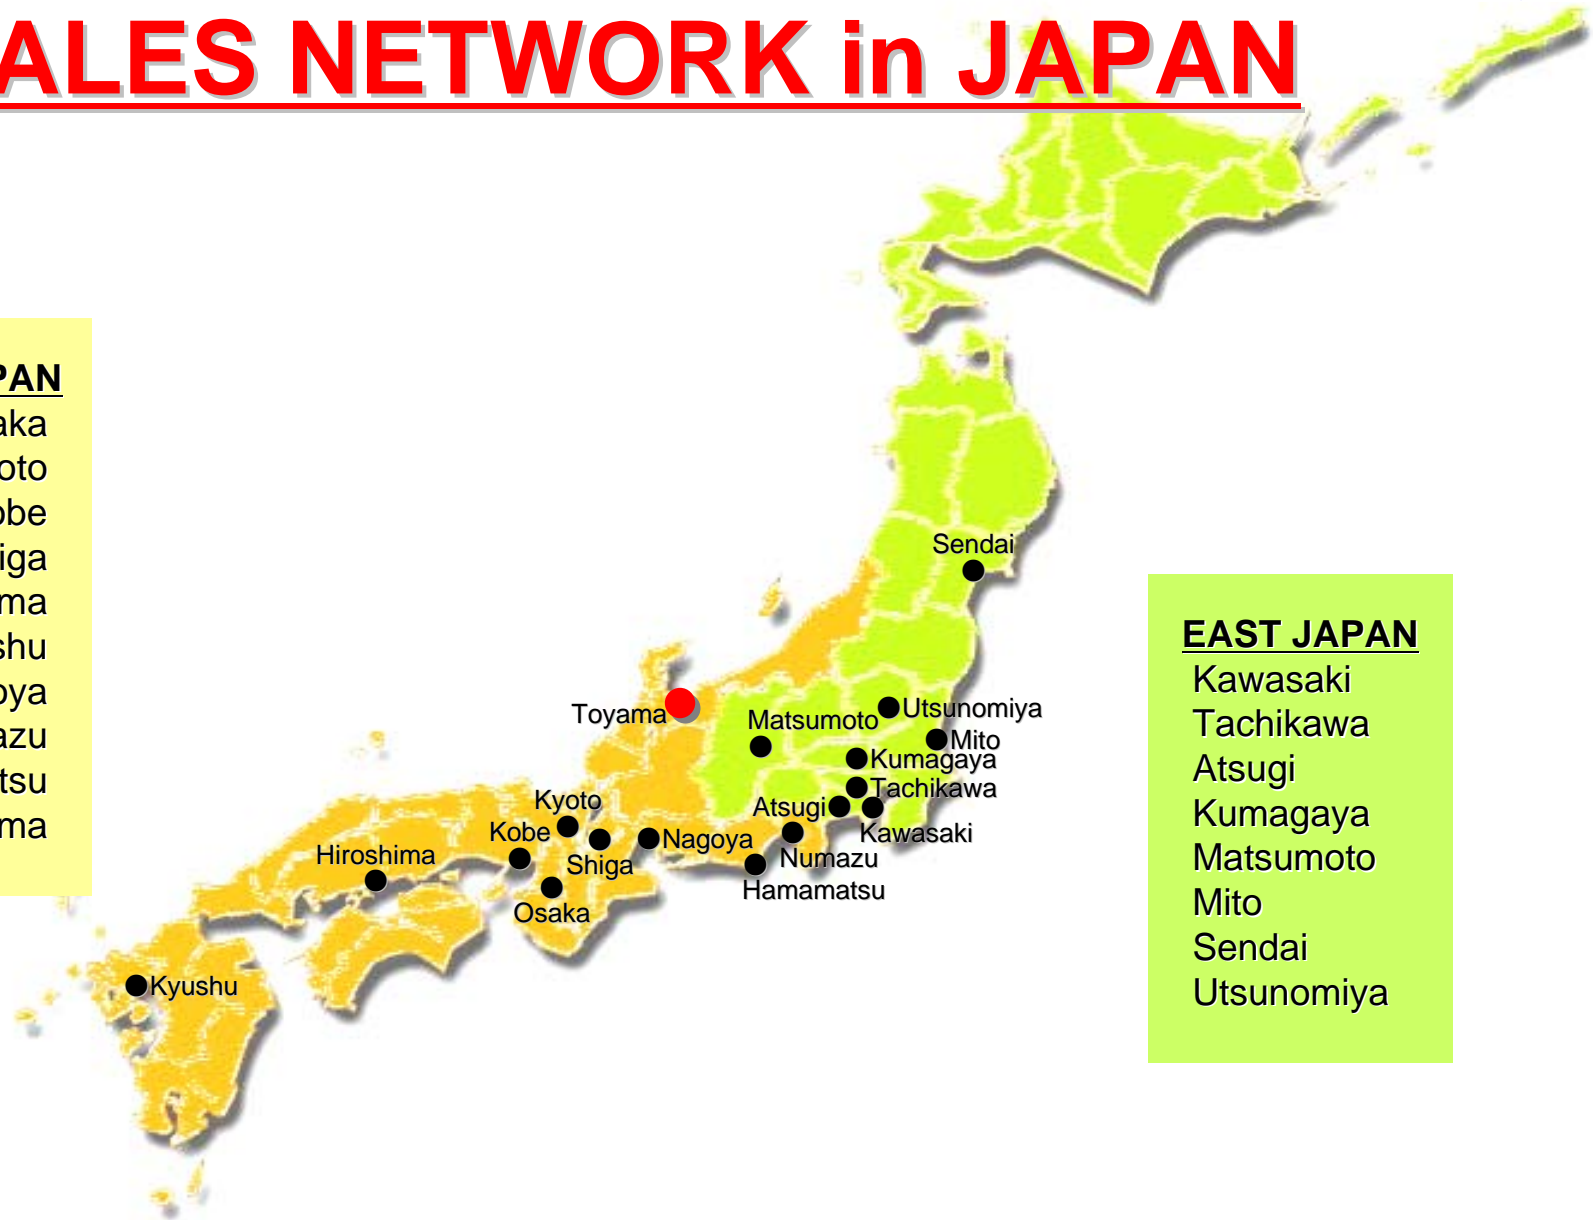 ALES NETWORK in JAPAN
PAN
aka
oto
obe
iga
ma
shu
oya
azu
tsu
ma
Sendai
Toyama
Matsumoto
Utsunomiya
Mito
Kumagaya
Tachikawa
Atsugi
Kawasaki
Kyoto
Kobe
Nagoya
Numazu
Hiroshima
Shiga
Hamamatsu
Osaka
Kyushu
EAST JAPAN
Kawasaki
Tachikawa
Atsugi
Kumagaya
Matsumoto
Mito
Sendai
Utsunomiya